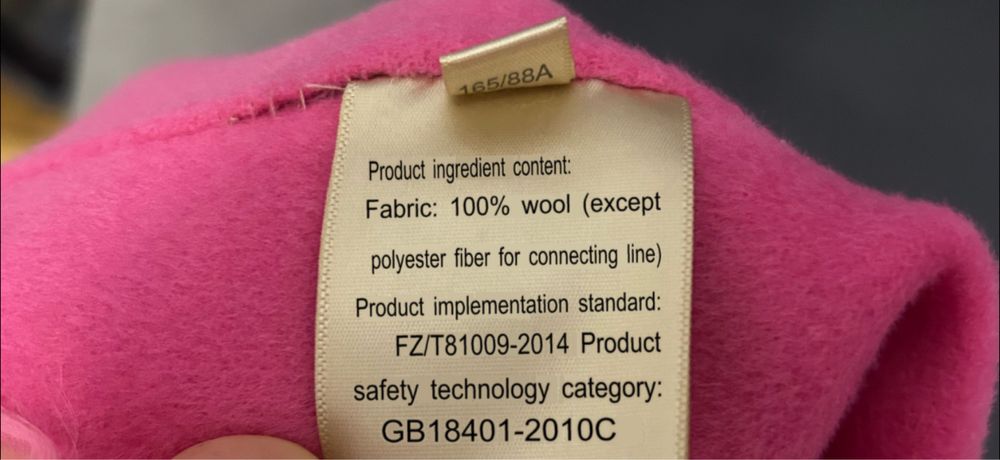 165/88A
Product ingredient content:
Fabric: 100% wool (except
polyester fiber for connecting line)
Product implementation standard:
FZ/T81009-2014 Product
safety technology category:
GB18401-2010C